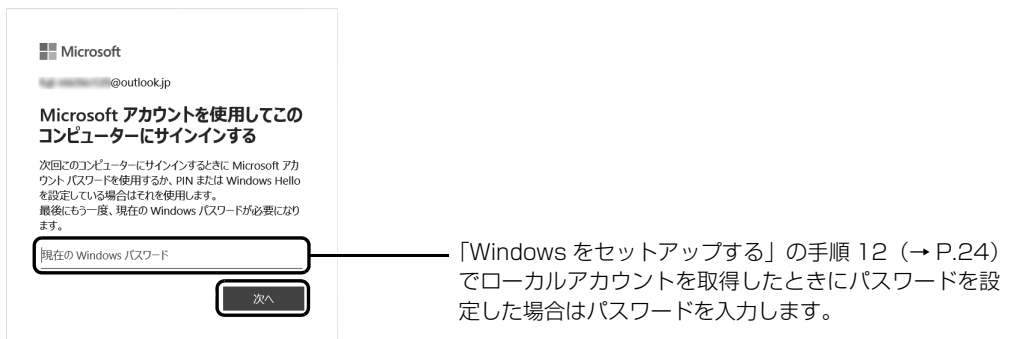 Microsoft
@outlook.jp
Microsoft アカウントを使用してこの
コンピューターにサインインする
次回このコンピューターにサインインするときに Microsoft アカ
ウント パスワードを使用するか、PIN または Windows Hello
を設定している場合はそれを使用します。
最後にもう一度、現在の Windows パスワードが必要になり
ます。
現在の Windows パスワード
次へ
「Windows をセットアップする」の手順 12（→ P.24）
でローカルアカウントを取得したときにパスワードを設
定した場合はパスワードを入力します。